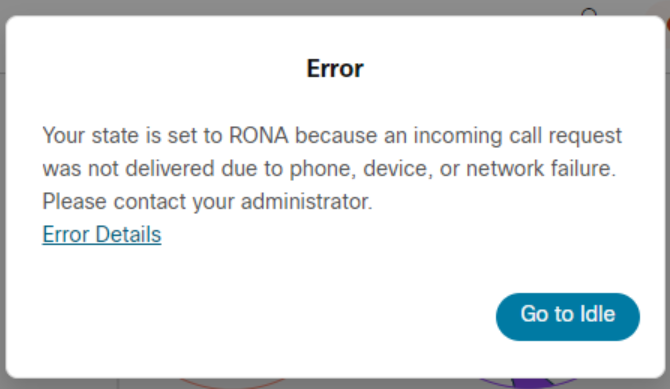 Error
Your state is set to RONA because an incoming call request
was not delivered due to phone, device, or network failure.
Please contact your administrator.
Error Details
Go to Idle